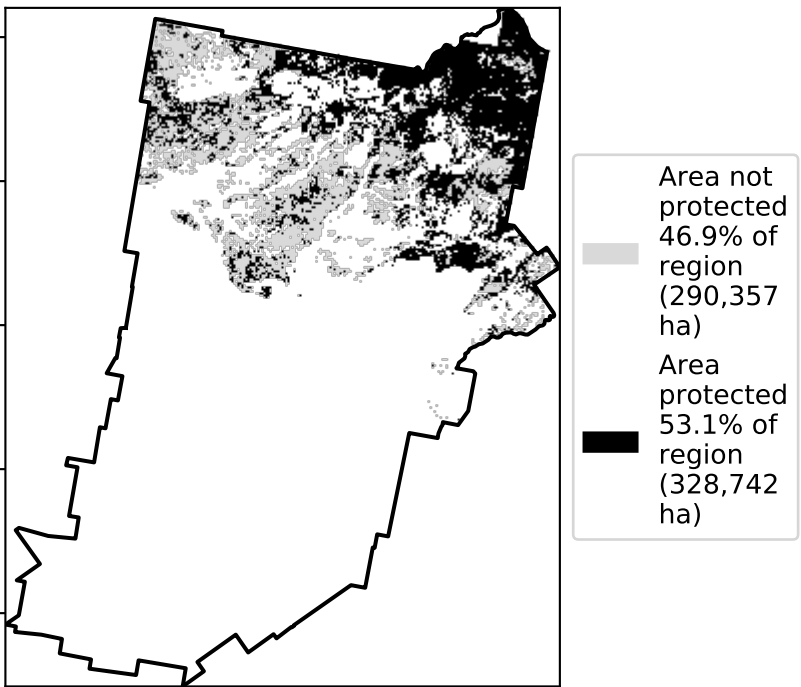 Area not
protected
46.9% of
region
(290,357
ha)
Area
protected
53.1% of
region
(328,742
ha)